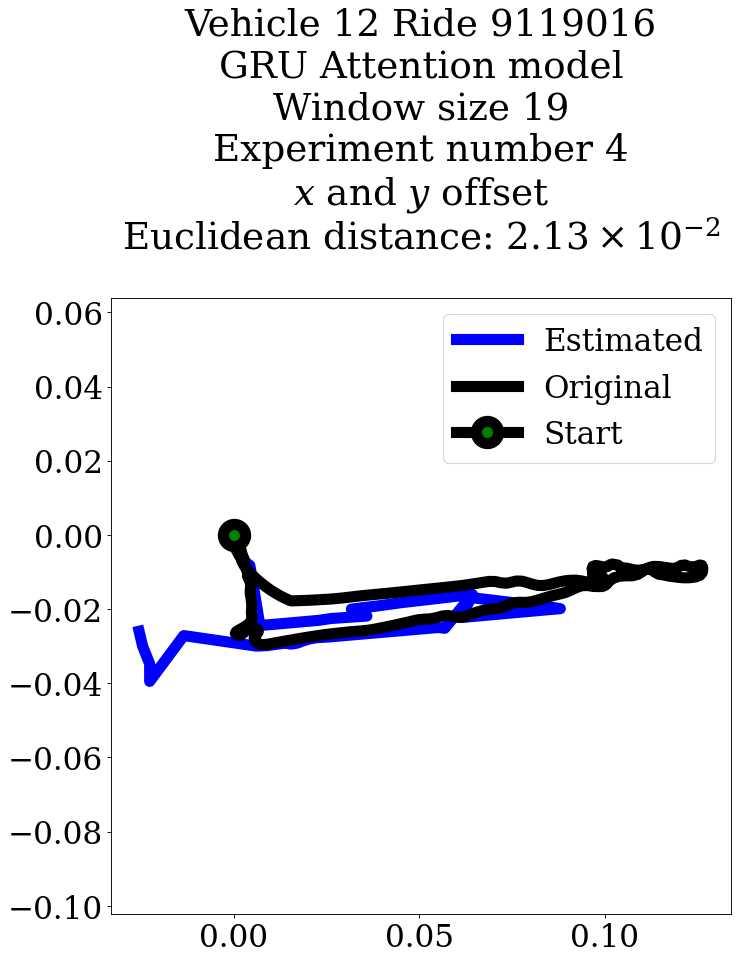 Vehicle 12 Ride 9119016
GRU Attention model
Window size 19
Experiment number 4
x and y offset
Euclidean distance: 2.13 × 10⁻²
Estimated
Original
Start
0.06
0.04
0.02
0.00
−0.02
−0.04
−0.06
−0.08
−0.10
0.00 0.05 0.10